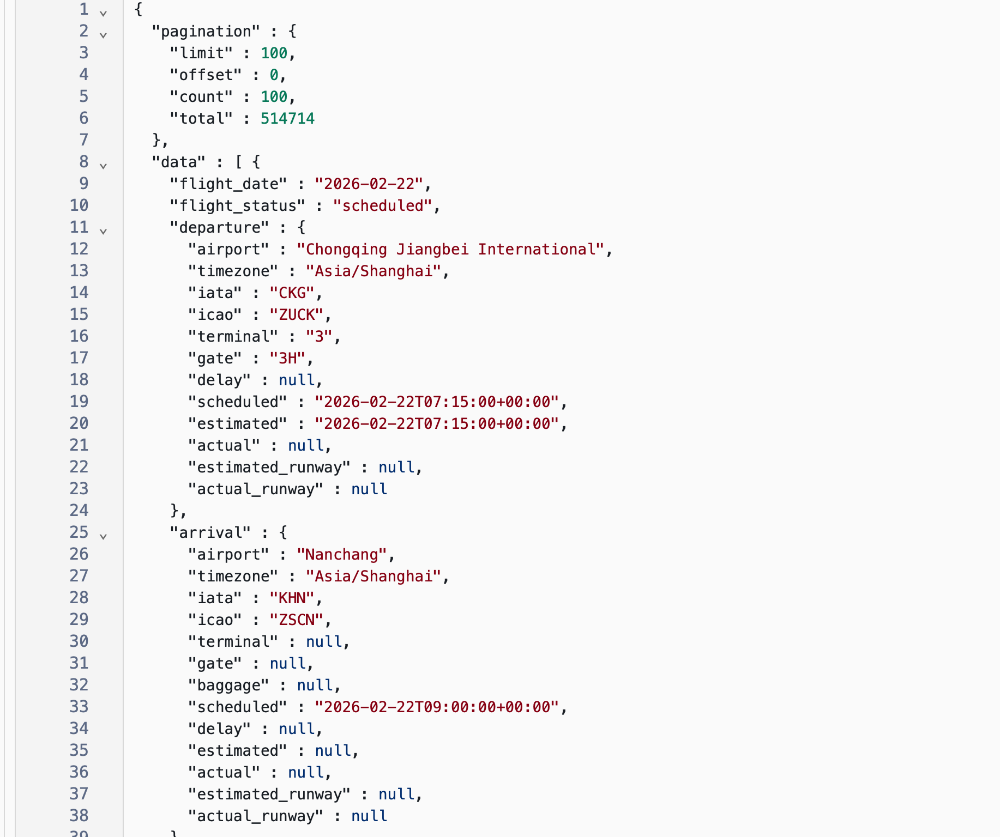 1 {
2 "pagination" : {
3 "limit" : 100,
4 "offset" : 0,
5 "count" : 100,
6 "total" : 514714
7 },
8 "data" : [ {
9 "flight_date" : "2026-02-22",
10 "flight_status" : "scheduled",
11 "departure" : {
12 "airport" : "Chongqing Jiangbei International",
13 "timezone" : "Asia/Shanghai",
14 "iata" : "CKG",
15 "icao" : "ZUCK",
16 "terminal" : "3",
17 "gate" : "3H",
18 "delay" : null,
19 "scheduled" : "2026-02-22T07:15:00+00:00",
20 "estimated" : "2026-02-22T07:15:00+00:00",
21 "actual" : null,
22 "estimated_runway" : null,
23 "actual_runway" : null
24 },
25 "arrival" : {
26 "airport" : "Nanchang",
27 "timezone" : "Asia/Shanghai",
28 "iata" : "KHN",
29 "icao" : "ZSCN",
30 "terminal" : null,
31 "gate" : null,
32 "baggage" : null,
33 "scheduled" : "2026-02-22T09:00:00+00:00",
34 "delay" : null,
35 "estimated" : null,
36 "actual" : null,
37 "estimated_runway" : null,
38 "actual_runway" : null
39 }